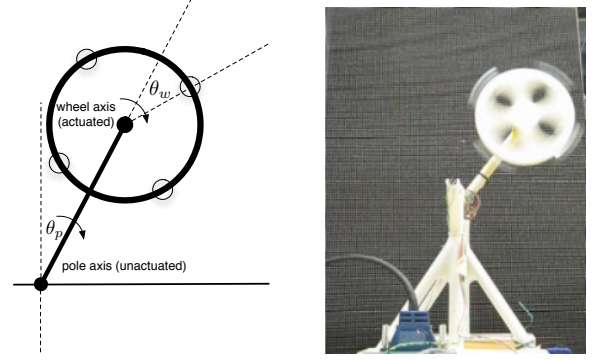 θw
wheel axis
(actuated)
θp
pole axis (unactuated)